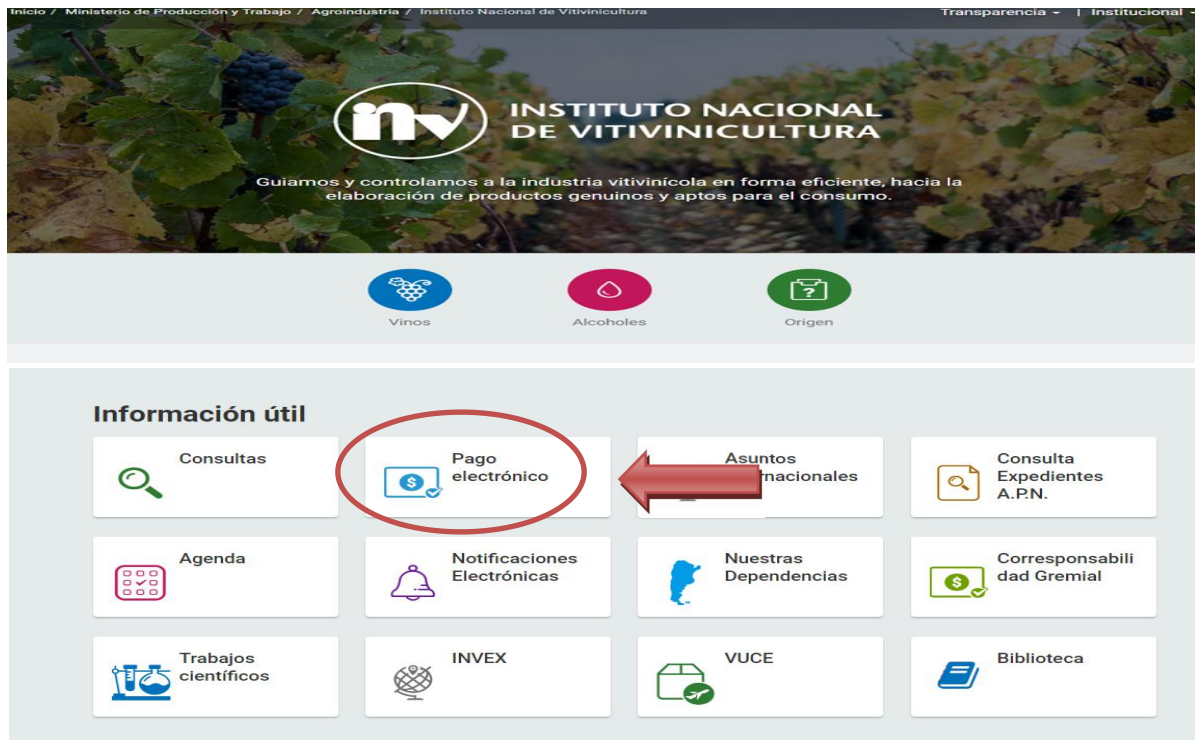 Inicio / Ministerio de Producción y Trabajo / Agroindustria / Instituto Nacional de Vitivinicultura
Transparencia | Institucional
inv
INSTITUTO NACIONAL
DE VITIVINICULTURA
Guiamos y controlamos a la industria vitivinícola en forma eficiente, hacia la
elaboración de productos genuinos y aptos para el consumo.
Vinos
Alcoholes
Origen
Información útil
Consultas
Pago
electrónico
Asuntos
nacionales
Consulta
Expedientes
A.P.N.
Agenda
Notificaciones
Electrónicas
Nuestras
Dependencias
Corresponsabili
dad Gremial
Trabajos
científicos
INVEX
VUCE
Biblioteca